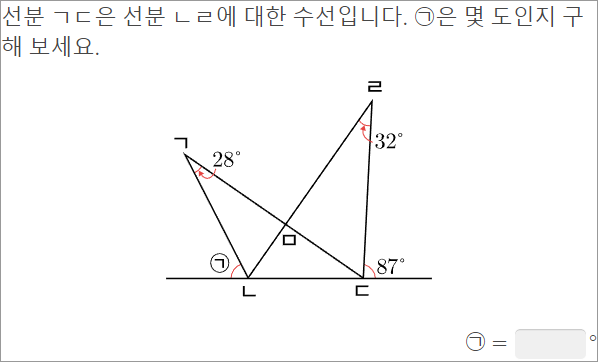 선분 ㄱㄷ은 선분 ㄴㄹ에 대한 수선입니다. ㉠은 몇 도인지 구
해 보세요.
ㄹ
32°
ㄱ
28°
ㅁ
㉠
87°
ㄴ
ㄷ
㉠ = °